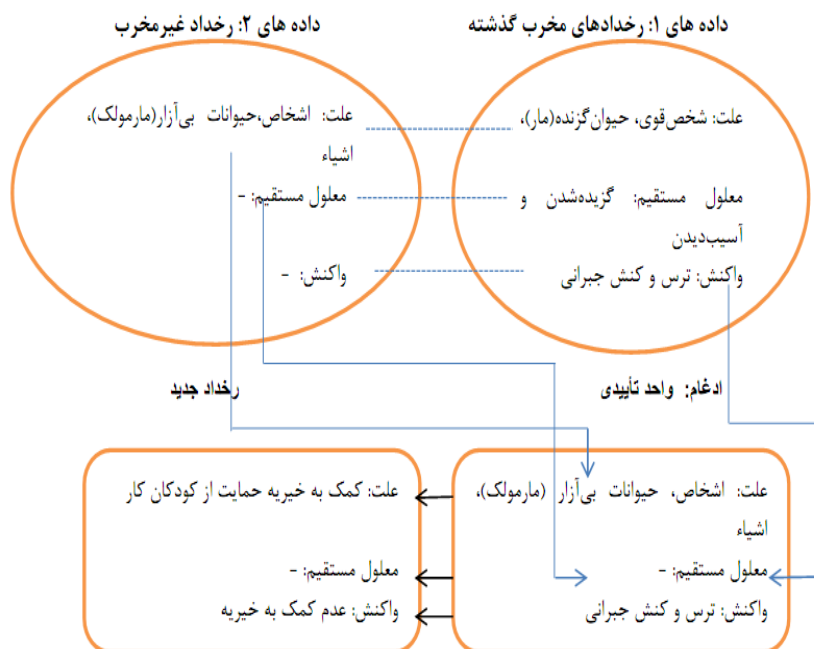 داده های ۱: رخدادهای مخرب گذشته
علت: شخص‌قوی، حیوان‌گزنده(مار)،
معلول مستقیم: گزیده‌شدن و
آسیب‌دیدن
واکنش: ترس و کنش جبرانی
داده های ۲: رخداد غیرمخرب
علت: اشخاص،حیوانات بی‌آزار(مارمولک)،
اشیاء
معلول مستقیم: -
واکنش: -
ادغام: واحد تأییدی
علت: اشخاص، حیوانات بی‌آزار (مارمولک)،
اشیاء
معلول مستقیم: -
واکنش: ترس و کنش جبرانی
رخداد جدید
علت: کمک به خیریه حمایت از کودکان کار
معلول مستقیم: -
واکنش: عدم کمک به خیریه